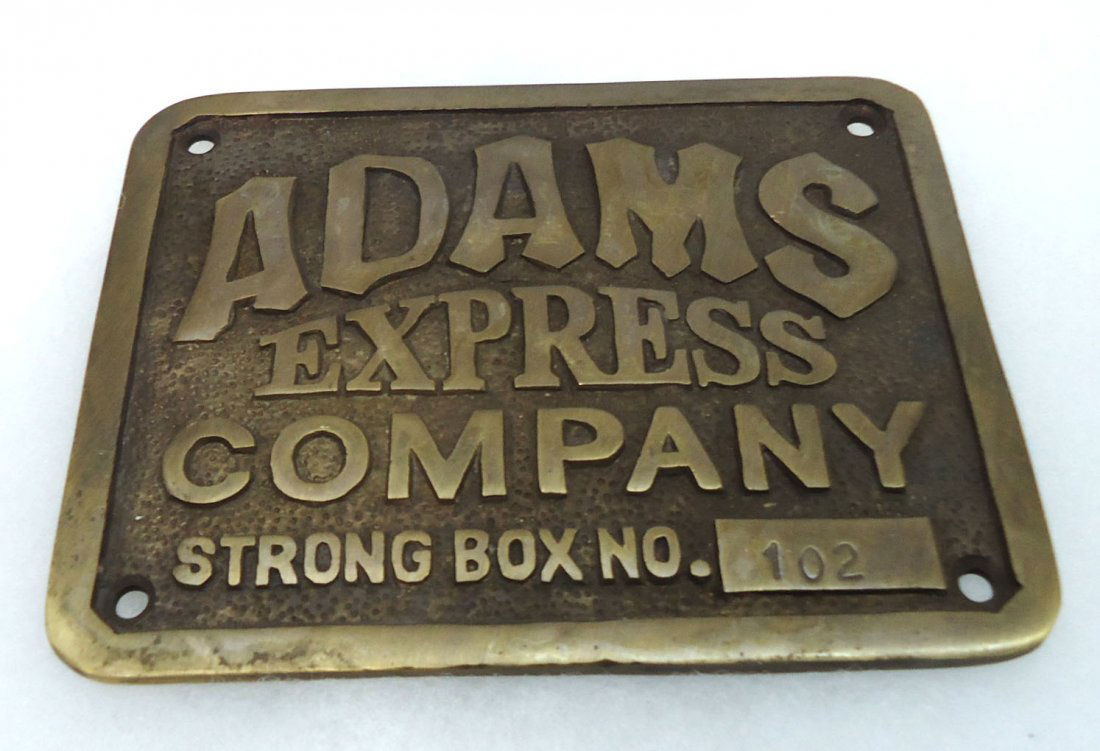 ADAMS
EXPRESS
COMPANY
STRONG BOX NO. 102